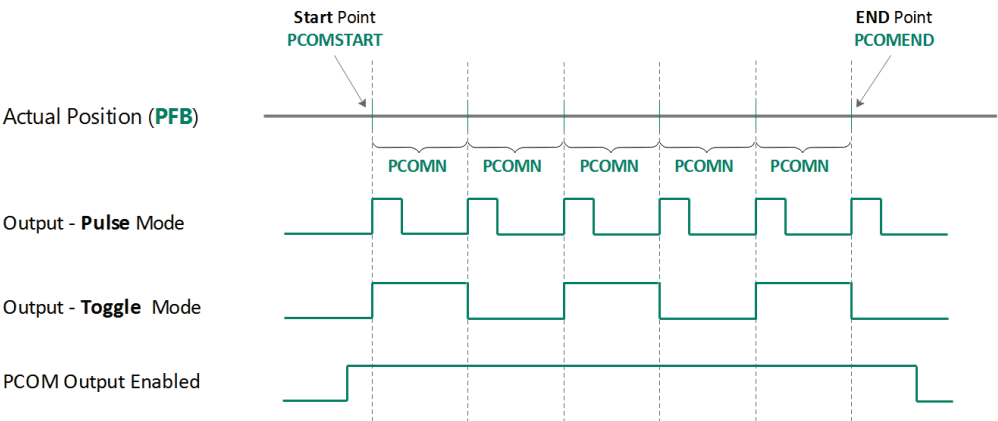 Start Point
PCOMSTART
END Point
PCOMEND
Actual Position (PFB)
PCOMN PCOMN PCOMN PCOMN PCOMN
Output - Pulse Mode
Output - Toggle Mode
PCOM Output Enabled